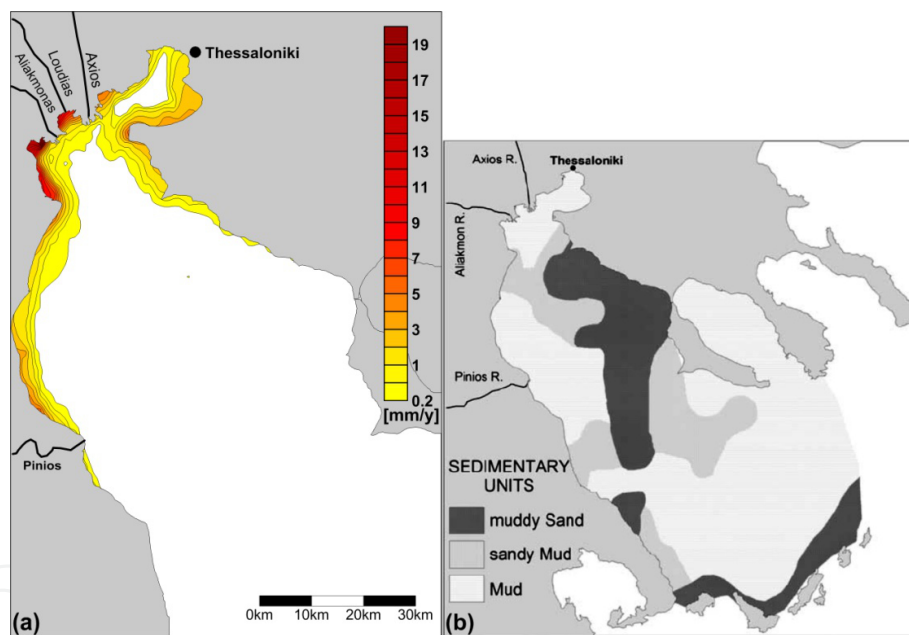 Thessaloniki
Axios
Loudias
Aliakmonas
19
17
15
13
11
9
7
5
3
1
0.2
[mm/y]
Pinios
0km
10km
20km
30km
(a)
Axios R.
Thessaloniki
Aliakmon R.
Pinios R.
SEDIMENTARY
UNITS
muddy Sand
sandy Mud
Mud
(b)